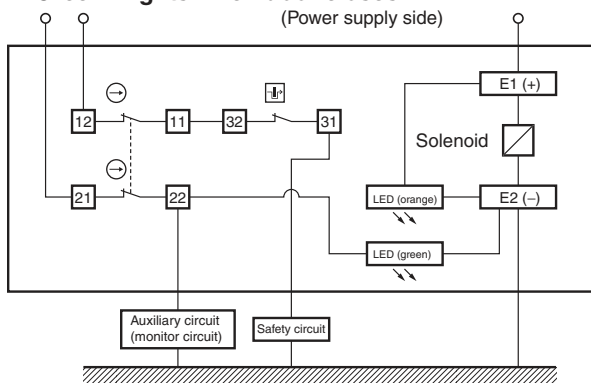 (Power supply side)
E1 (+)
12
11
32
31
Solenoid
21
22
LED (orange)
E2 (–)
LED (green)
Auxiliary circuit
(monitor circuit)
Safety circuit